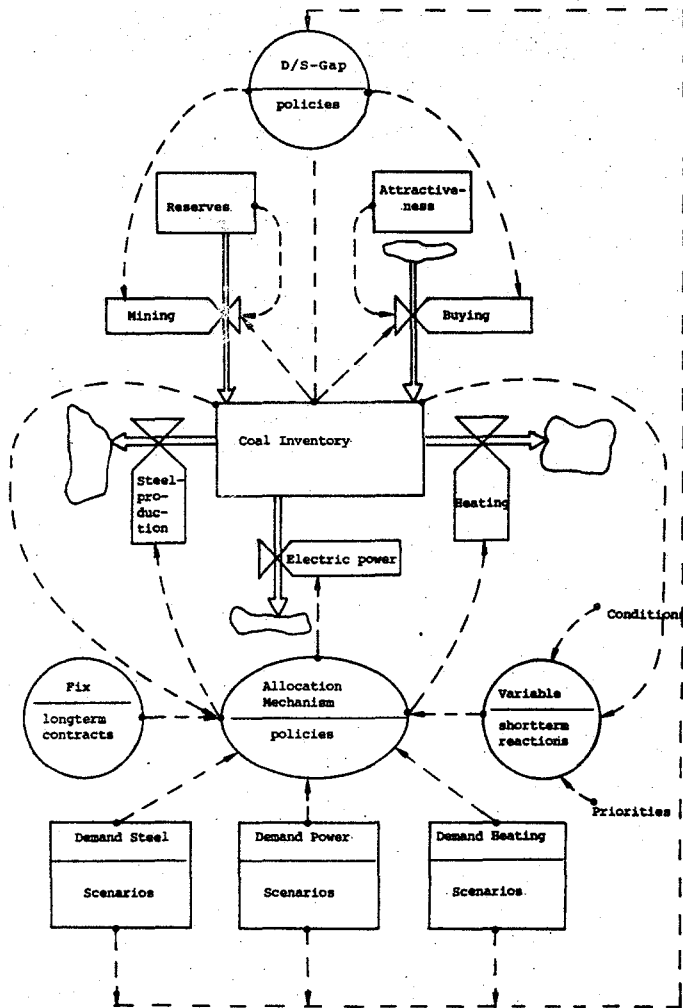 D/S-Gap
policies
Reserves
Attractive-
ness
Mining
Buying
Coal Inventory
Steel-
pro-
duc-
tion
Heating
Electric power
Conditions
Fix
longterm
contracts
Allocation
Mechanism
policies
Variable
shortterm
reactions
Priorities
Demand Steel
Scenarios
Demand Power
Scenarios
Demand Heating
Scenarios